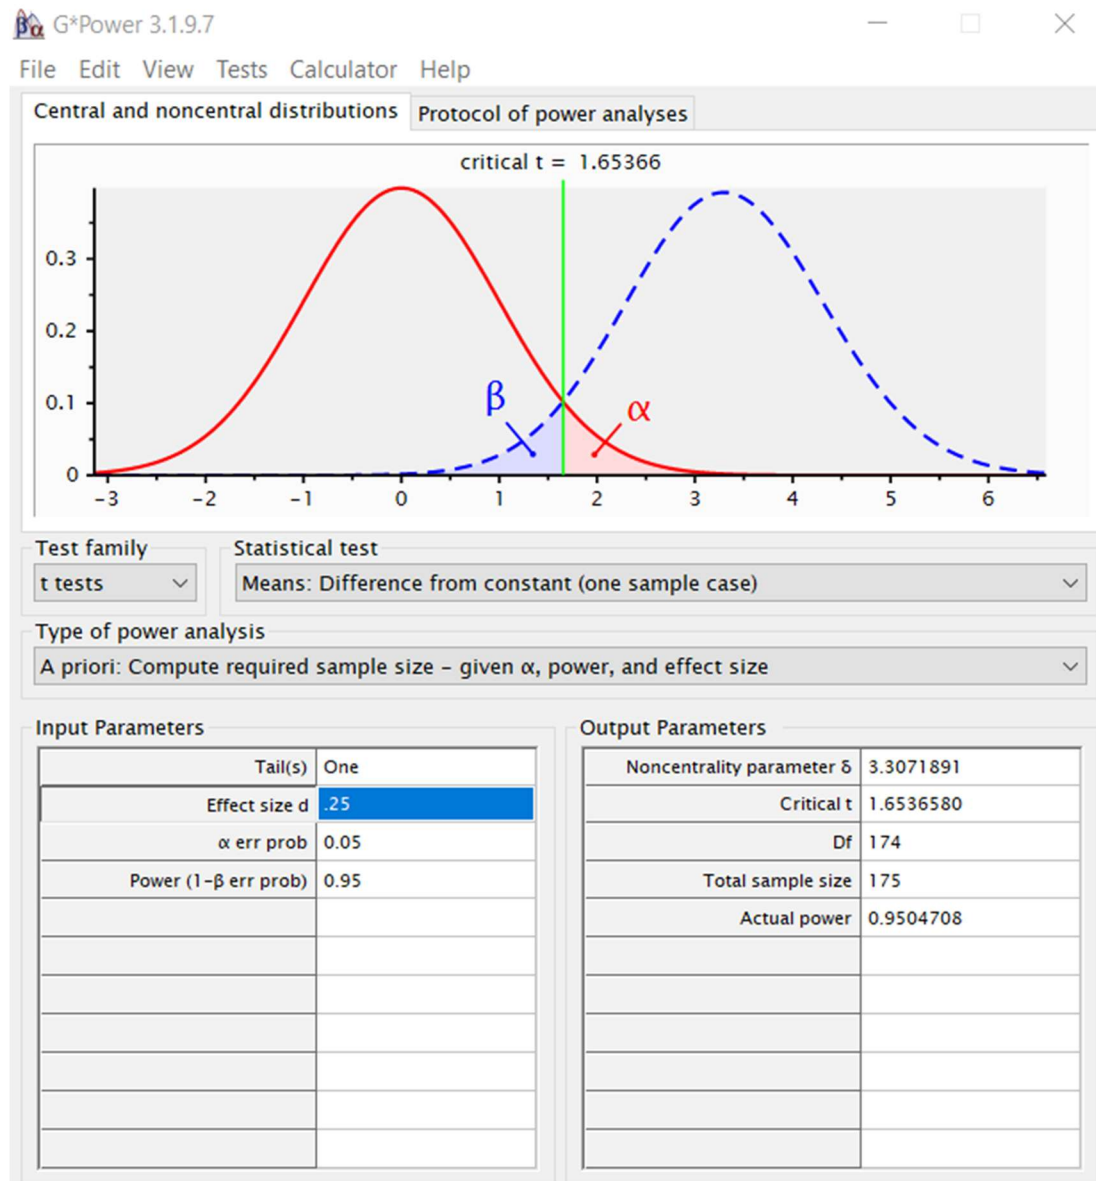 G*Power 3.1.9.7
File Edit View Tests Calculator Help
Central and noncentral distributions Protocol of power analyses
critical t = 1.65366
0.3
0.2
0.1
0
β
α
-3 -2 -1 0 1 2 3 4 5 6
Test family
t tests
Statistical test
Means: Difference from constant (one sample case)
Type of power analysis
A priori: Compute required sample size – given α, power, and effect size
Input Parameters
Tail(s) One
Effect size d .25
α err prob 0.05
Power (1-β err prob) 0.95
Output Parameters
Noncentrality parameter δ 3.3071891
Critical t 1.6536580
Df 174
Total sample size 175
Actual power 0.9504708